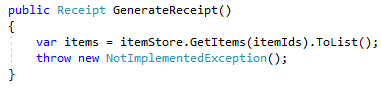 public Receipt GenerateReceipt()
{
    var items = itemStore.GetItems(itemIds).ToList();
    throw new NotImplementedException();
}